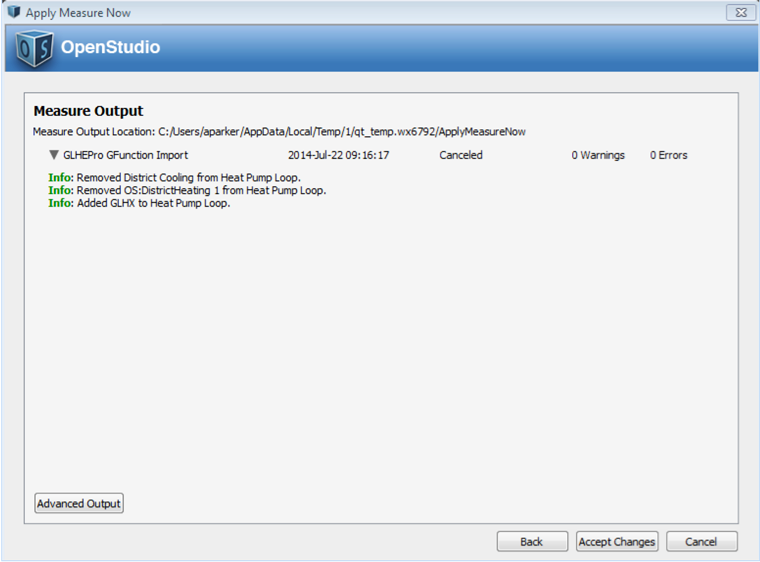 Apply Measure Now
OS OpenStudio
Measure Output
Measure Output Location: C:/Users/aparker/AppData/Local/Temp/1/qt_temp.wx6792/ApplyMeasureNow
GLHEPro GFunction Import 2014-Jul-22 09:16:17 Canceled 0 Warnings 0 Errors
Info: Removed District Cooling from Heat Pump Loop.
Info: Removed OS:DistrictHeating 1 from Heat Pump Loop.
Info: Added GLHX to Heat Pump Loop.
Advanced Output
Back Accept Changes Cancel